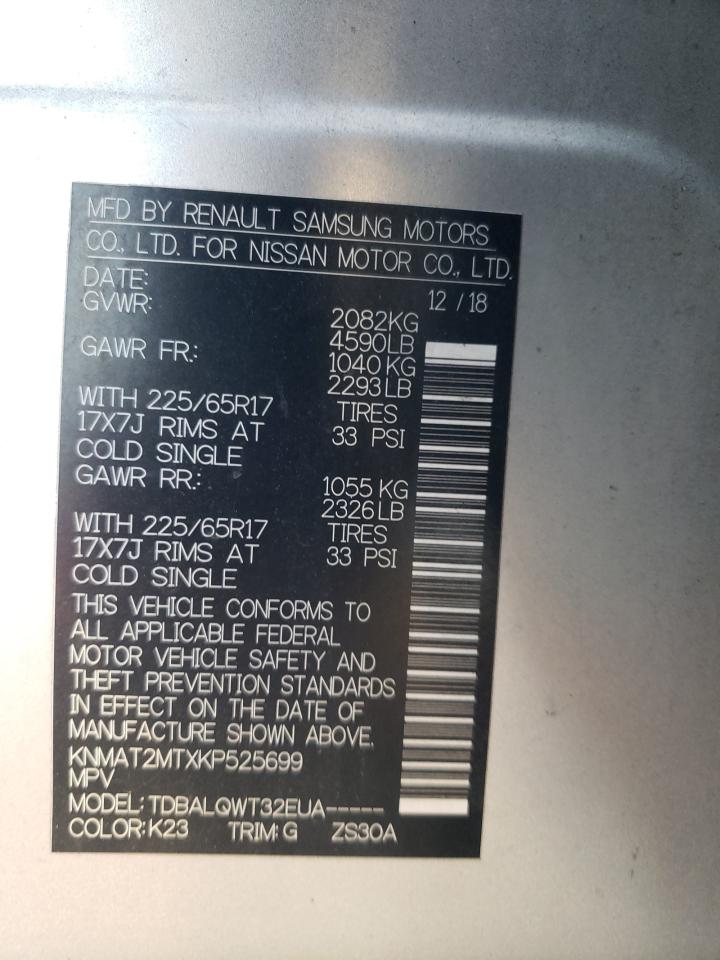 MFD BY RENAULT SAMSUNG MOTORS
CO., LTD. FOR NISSAN MOTOR CO., LTD.
DATE: 12 / 18
GVWR: 2082KG
4590LB
GAWR FR: 1040 KG
2293 LB
WITH 225/65R17 TIRES
17X7J RIMS AT 33 PSI
COLD SINGLE
GAWR RR: 1055 KG
2326 LB
WITH 225/65R17 TIRES
17X7J RIMS AT 33 PSI
COLD SINGLE
THIS VEHICLE CONFORMS TO
ALL APPLICABLE FEDERAL
MOTOR VEHICLE SAFETY AND
THEFT PREVENTION STANDARDS
IN EFFECT ON THE DATE OF
MANUFACTURE SHOWN ABOVE.
KNMAT2MTXKP525699
MPV
MODEL: TDBALQWT32EUA-----
COLOR: K23 TRIM: G ZS30A